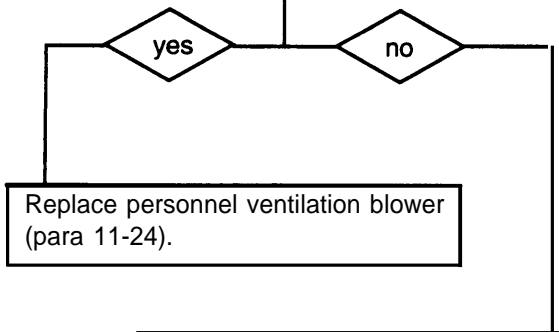 yes
no
Replace personnel ventilation blower
(para 11-24).